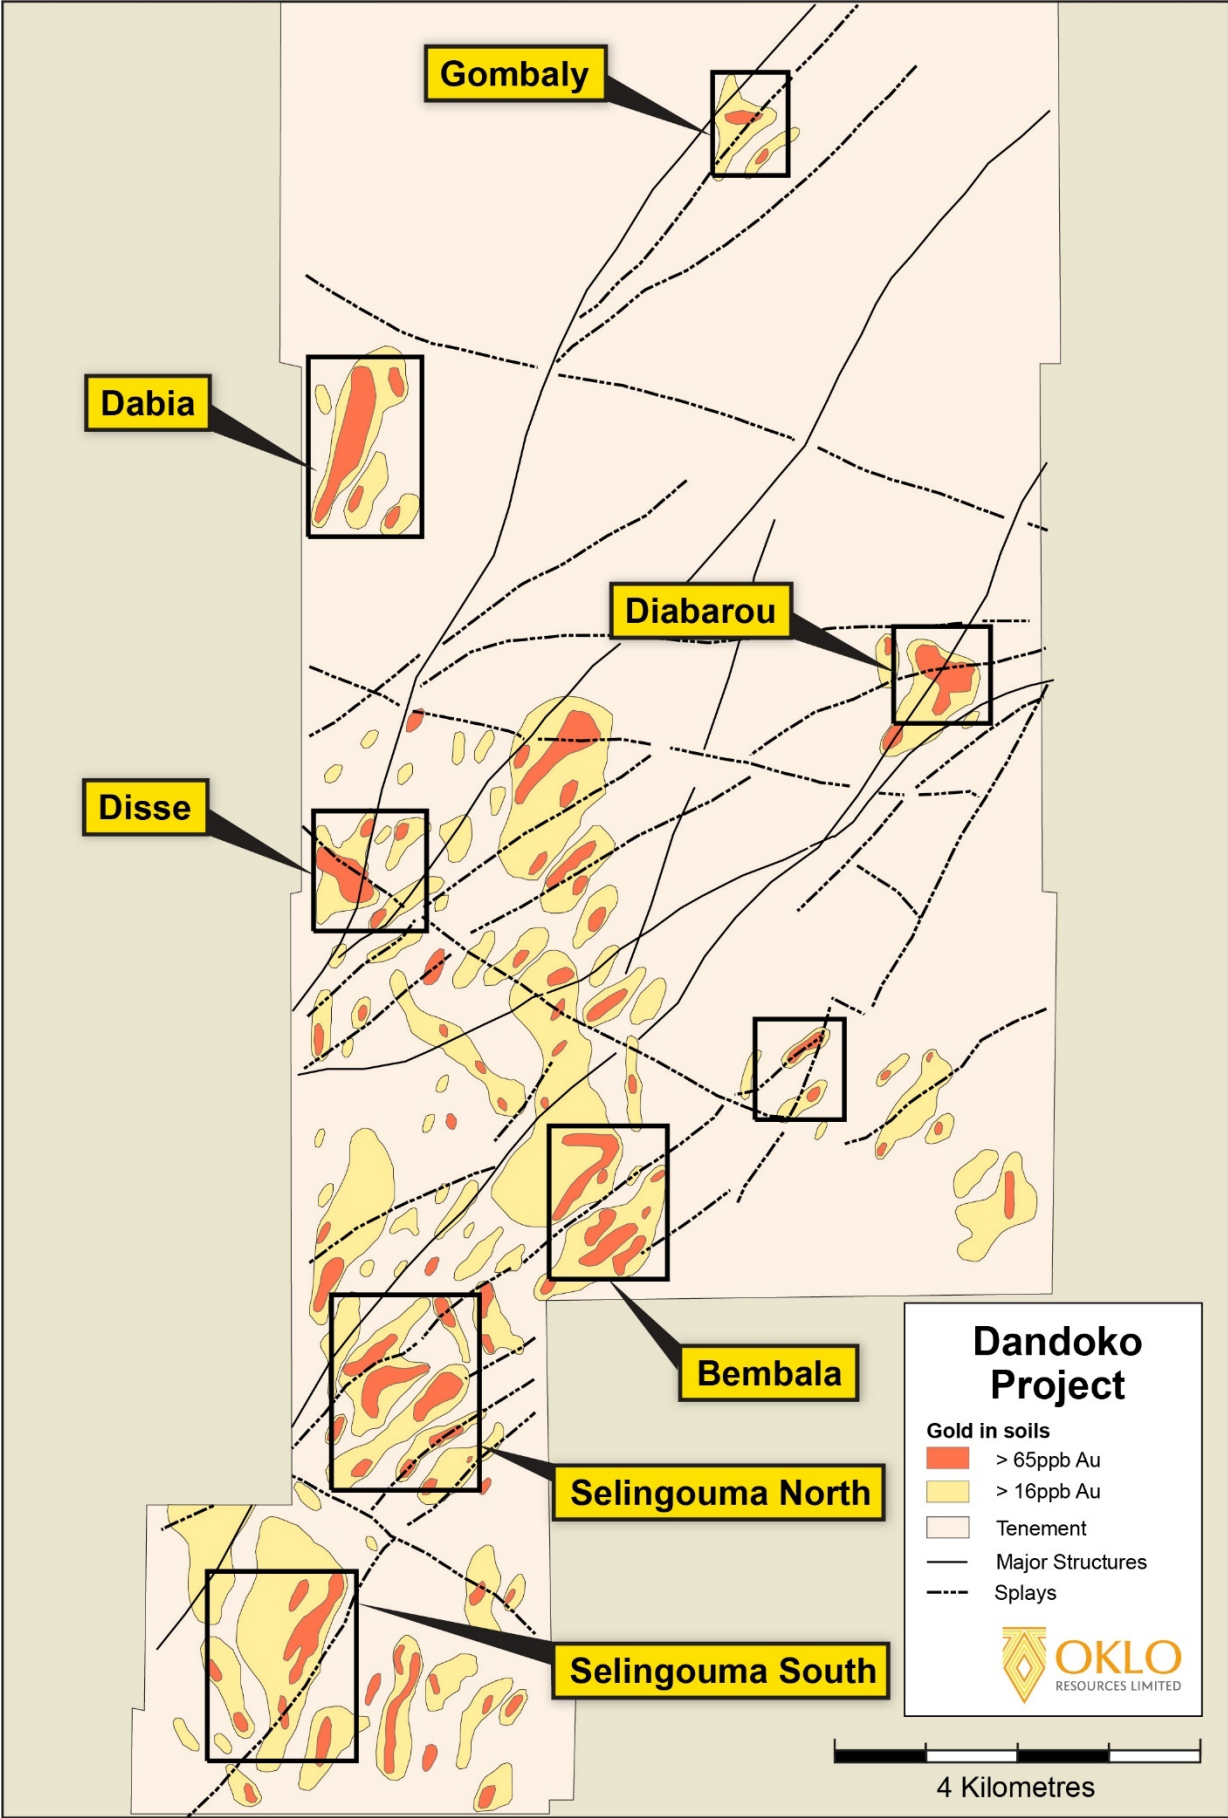 Gombaly
Dabia
Diabarou
Disse
Bembala
Selingouma North
Selingouma South
Dandoko
Project
Gold in soils
> 65ppb Au
> 16ppb Au
Tenement
Major Structures
Splays
OKLO
RESOURCES LIMITED
4 Kilometres